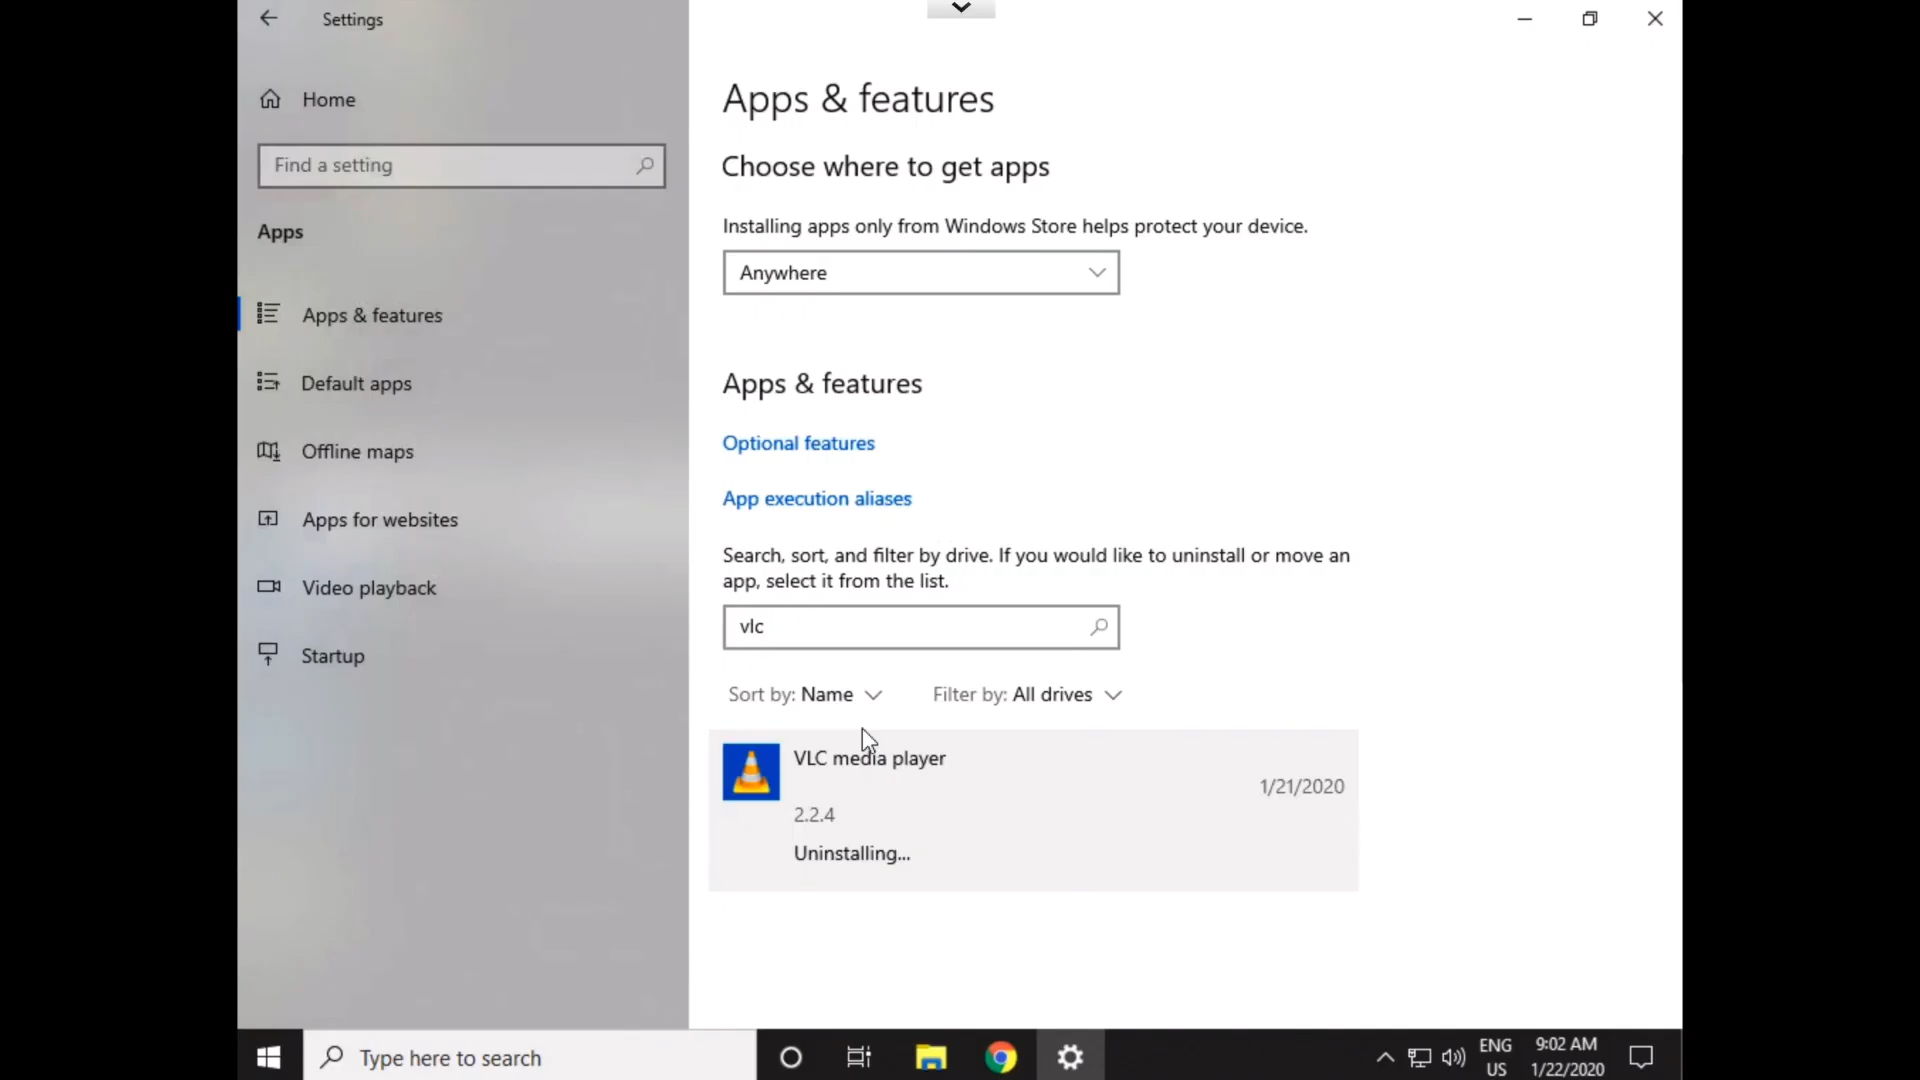 Settings
Home
Find a setting
Apps
Apps & features
Default apps
Offline maps
Apps for websites
Video playback
Startup
Apps & features
Choose where to get apps
Installing apps only from Windows Store helps protect your device.
Anywhere
Apps & features
Optional features
App execution aliases
Search, sort, and filter by drive. If you would like to uninstall or move an
app, select it from the list.
vlc
Sort by: Name
Filter by: All drives
VLC media player
1/21/2020
2.2.4
Uninstalling...
Type here to search
ENG
US
9:02 AM
1/22/2020